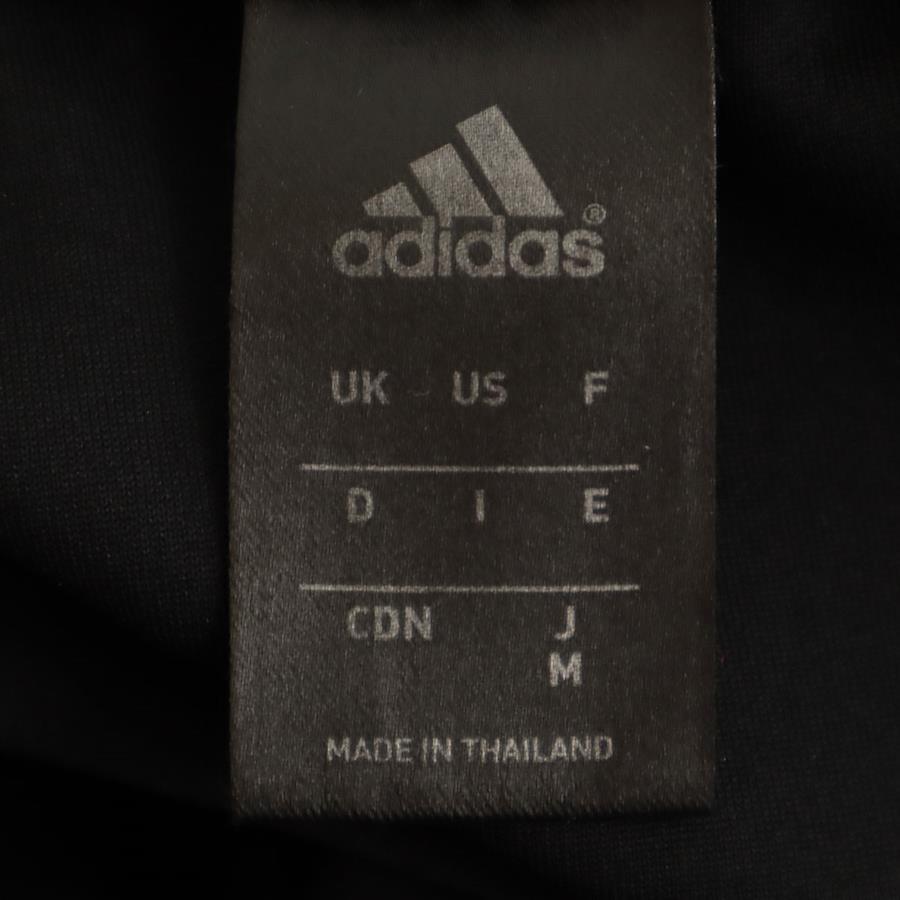 adidas®
UK US F
D I E
CDN J
M
MADE IN THAILAND